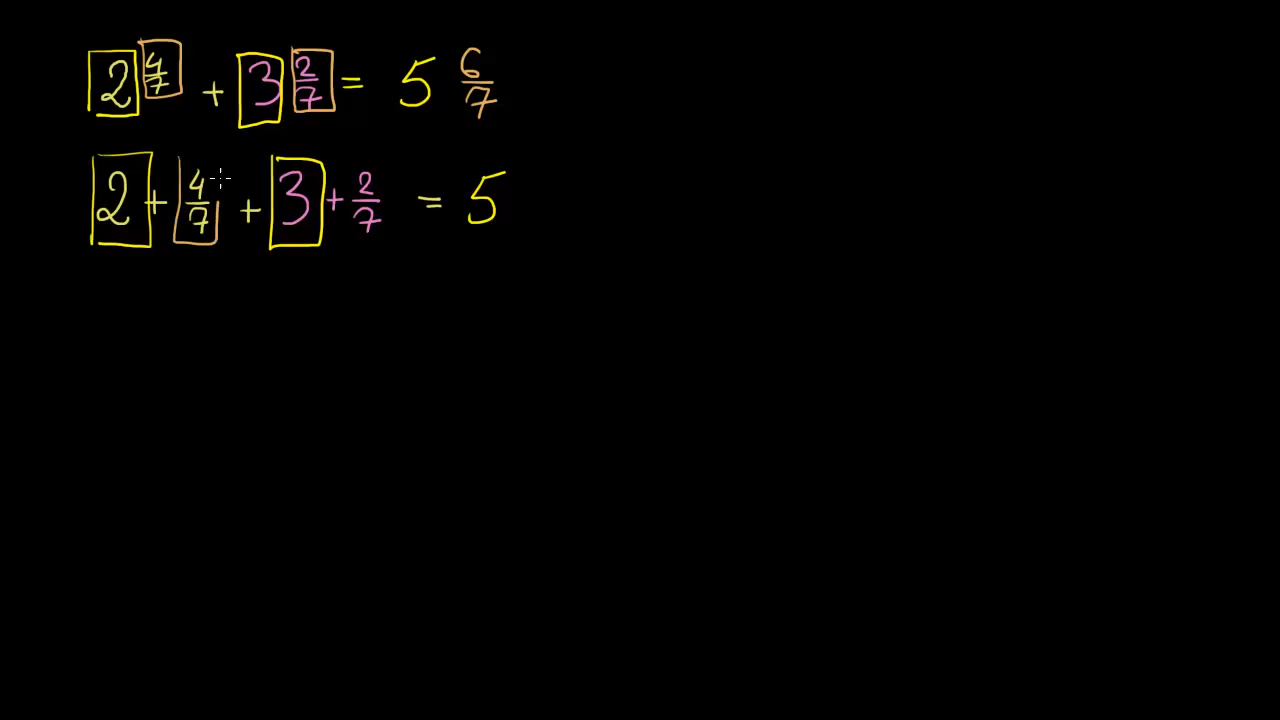 2 4/7 + 3 2/7 = 5 6/7
2 + 4/7 + 3 + 2/7 = 5